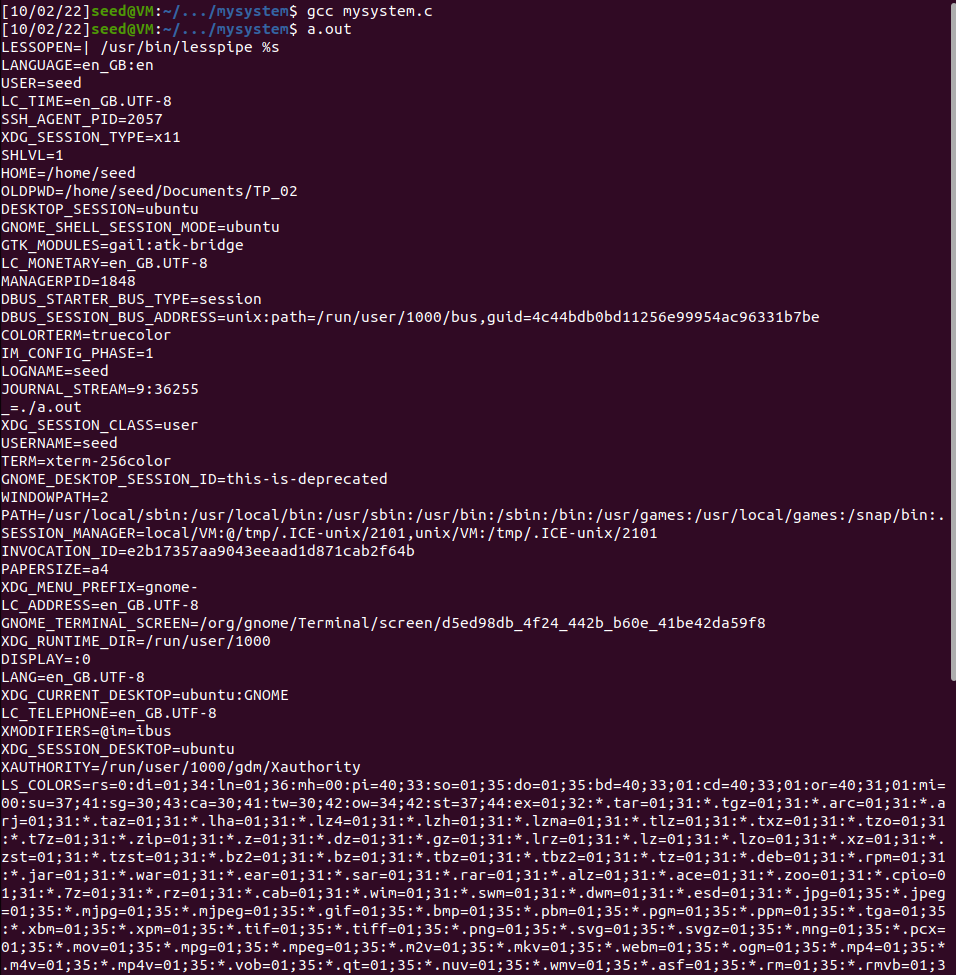 [10/02/22]seed@VM:~/.../mysystem$ gcc mysystem.c
[10/02/22]seed@VM:~/.../mysystem$ a.out
LESSOPEN=| /usr/bin/lesspipe %s
LANGUAGE=en_GB:en
USER=seed
LC_TIME=en_GB.UTF-8
SSH_AGENT_PID=2057
XDG_SESSION_TYPE=x11
SHLVL=1
HOME=/home/seed
OLDPWD=/home/seed/Documents/TP_02
DESKTOP_SESSION=ubuntu
GNOME_SHELL_SESSION_MODE=ubuntu
GTK_MODULES=gail:atk-bridge
LC_MONETARY=en_GB.UTF-8
MANAGERPID=1848
DBUS_STARTER_BUS_TYPE=session
DBUS_SESSION_BUS_ADDRESS=unix:path=/run/user/1000/bus,guid=4c44bdb0bd11256e99954ac96331b7be
COLORTERM=truecolor
IM_CONFIG_PHASE=1
LOGNAME=seed
JOURNAL_STREAM=9:36255
_=./a.out
XDG_SESSION_CLASS=user
USERNAME=seed
TERM=xterm-256color
GNOME_DESKTOP_SESSION_ID=this-is-deprecated
WINDOWPATH=2
PATH=/usr/local/sbin:/usr/local/bin:/usr/sbin:/usr/bin:/sbin:/bin:/usr/games:/usr/local/games:/snap/bin:.
SESSION_MANAGER=local/VM:@/tmp/.ICE-unix/2101,unix/VM:/tmp/.ICE-unix/2101
INVOCATION_ID=e2b17357aa9043eeaad1d871cab2f64b
PAPERSIZE=a4
XDG_MENU_PREFIX=gnome-
LC_ADDRESS=en_GB.UTF-8
GNOME_TERMINAL_SCREEN=/org/gnome/Terminal/screen/d5ed98db_4f24_442b_b60e_41be42da59f8
XDG_RUNTIME_DIR=/run/user/1000
DISPLAY=:0
LANG=en_GB.UTF-8
XDG_CURRENT_DESKTOP=ubuntu:GNOME
LC_TELEPHONE=en_GB.UTF-8
XMODIFIERS=@im=ibus
XDG_SESSION_DESKTOP=ubuntu
XAUTHORITY=/run/user/1000/gdm/Xauthority
LS_COLORS=rs=0:di=01;34:ln=01;36:mh=00:pi=40;33:so=01;35:do=01;35:bd=40;33;01:cd=40;33;01:or=40;31;01:mi=
00:su=37;41:sg=30;43:ca=30;41:tw=30;42:ow=34;42:st=37;44:ex=01;32:*.tar=01;31:*.tgz=01;31:*.arc=01;31:*.a
rj=01;31:*.taz=01;31:*.lha=01;31:*.lz4=01;31:*.lzh=01;31:*.lzma=01;31:*.tlz=01;31:*.txz=01;31:*.tzo=01;31
:*.t7z=01;31:*.zip=01;31:*.z=01;31:*.dz=01;31:*.gz=01;31:*.lrz=01;31:*.lz=01;31:*.lzo=01;31:*.xz=01;31:*.
zst=01;31:*.tzst=01;31:*.bz2=01;31:*.bz=01;31:*.tbz=01;31:*.tbz2=01;31:*.tz=01;31:*.deb=01;31:*.rpm=01;31
:*.jar=01;31:*.war=01;31:*.ear=01;31:*.sar=01;31:*.rar=01;31:*.alz=01;31:*.ace=01;31:*.zoo=01;31:*.cpio=0
1;31:*.7z=01;31:*.rz=01;31:*.cab=01;31:*.wim=01;31:*.swm=01;31:*.dwm=01;31:*.esd=01;31:*.jpg=01;35:*.jpeg
=01;35:*.mjpg=01;35:*.mjpeg=01;35:*.gif=01;35:*.bmp=01;35:*.pbm=01;35:*.pgm=01;35:*.ppm=01;35:*.tga=01;35
:*.xbm=01;35:*.xpm=01;35:*.tif=01;35:*.tiff=01;35:*.png=01;35:*.svg=01;35:*.svgz=01;35:*.mng=01;35:*.pcx=
01;35:*.mov=01;35:*.mpg=01;35:*.mpeg=01;35:*.m2v=01;35:*.mkv=01;35:*.webm=01;35:*.ogm=01;35:*.mp4=01;35:*
.m4v=01;35:*.mp4v=01;35:*.vob=01;35:*.qt=01;35:*.nuv=01;35:*.wmv=01;35:*.asf=01;35:*.rm=01;35:*.rmvb=01;3